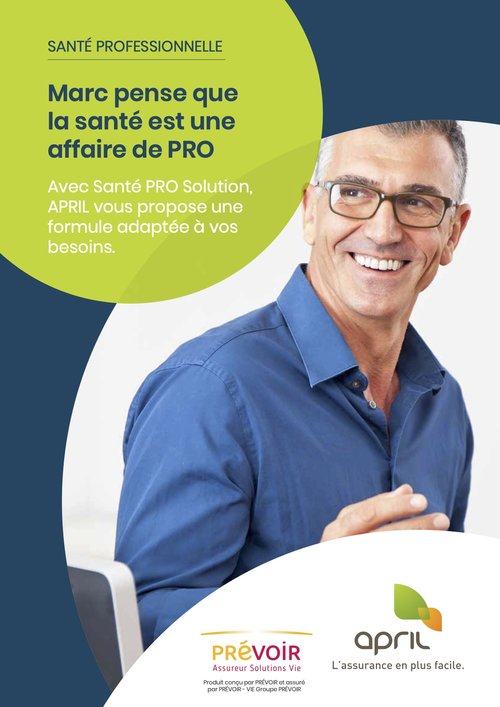 SANTÉ PROFESSIONNELLE
Marc pense que
la santé est une
affaire de PRO
Avec Santé PRO Solution,
APRIL vous propose une
formule adaptée à vos
besoins.
PRÉVOIR
Assureur Solutions Vie
Produit conçu par PRÉVOIR et assuré
par PRÉVOIR - VIE Groupe PRÉVOIR
april
L'assurance en plus facile.